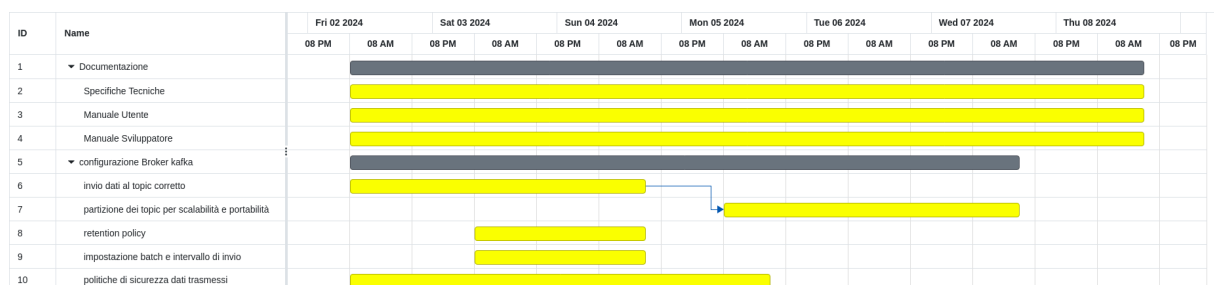 ID Name Fri 02 2024 Sat 03 2024 Sun 04 2024 Mon 05 2024 Tue 06 2024 Wed 07 2024 Thu 08 2024
08 PM 08 AM 08 PM 08 AM 08 PM 08 AM 08 PM 08 AM 08 PM 08 AM 08 PM 08 AM 08 PM 08 AM 08 PM
1 Documentazione
2 Specifiche Tecniche
3 Manuale Utente
4 Manuale Sviluppatore
5 configurazione Broker kafka
6 invio dati al topic corretto
7 partizione dei topic per scalabilità e portabilità
8 retention policy
9 impostazione batch e intervallo di invio
10 politiche di sicurezza dati trasmessi